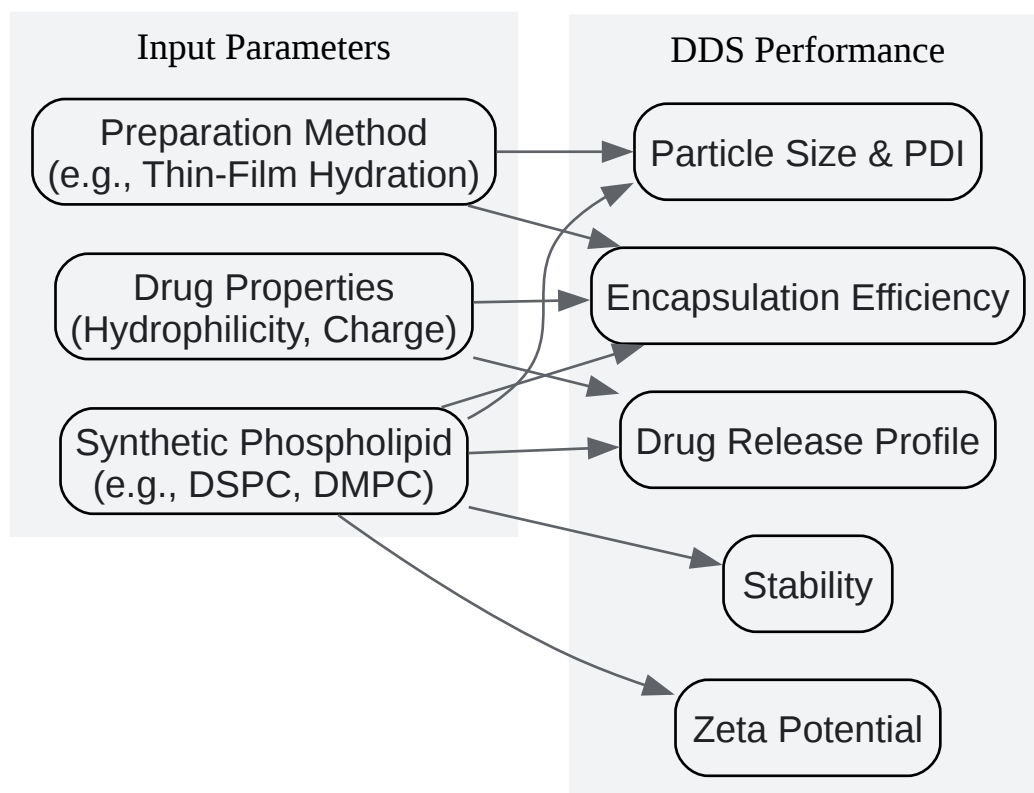 Input Parameters
Preparation Method
(e.g., Thin-Film Hydration)
Drug Properties
(Hydrophilicity, Charge)
Synthetic Phospholipid
(e.g., DSPC, DMPC)
DDS Performance
Particle Size & PDI
Encapsulation Efficiency
Drug Release Profile
Stability
Zeta Potential